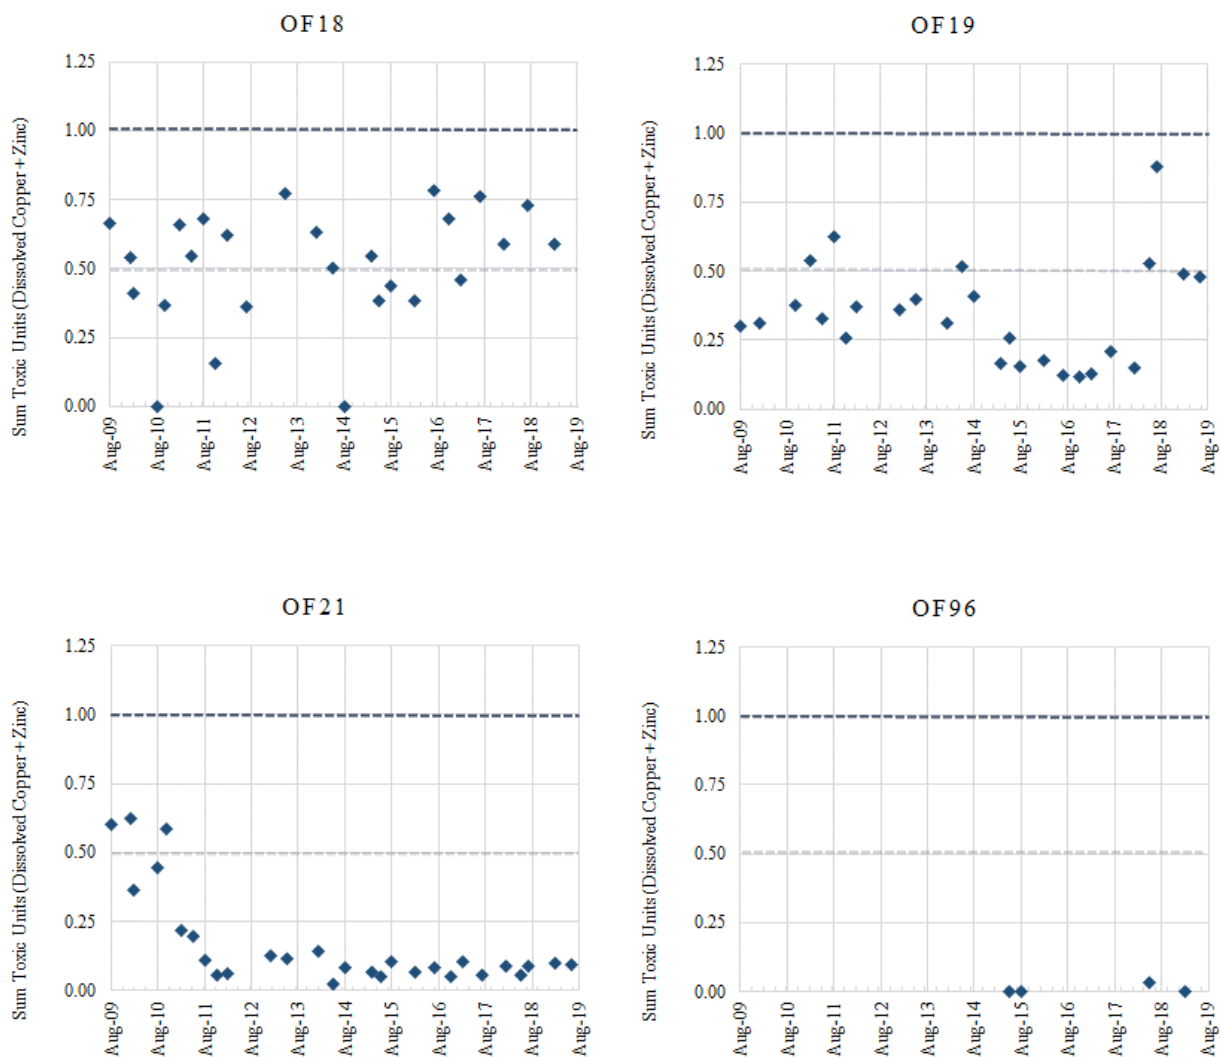 OF18
Sum Toxic Units (Dissolved Copper + Zinc)
1.25
1.00
0.75
0.50
0.25
0.00
Aug-09
Aug-10
Aug-11
Aug-12
Aug-13
Aug-14
Aug-15
Aug-16
Aug-17
Aug-18
Aug-19
OF19
Sum Toxic Units (Dissolved Copper + Zinc)
1.25
1.00
0.75
0.50
0.25
0.00
Aug-09
Aug-10
Aug-11
Aug-12
Aug-13
Aug-14
Aug-15
Aug-16
Aug-17
Aug-18
Aug-19
OF21
Sum Toxic Units (Dissolved Copper + Zinc)
1.25
1.00
0.75
0.50
0.25
0.00
Aug-09
Aug-10
Aug-11
Aug-12
Aug-13
Aug-14
Aug-15
Aug-16
Aug-17
Aug-18
Aug-19
OF96
Sum Toxic Units (Dissolved Copper + Zinc)
1.25
1.00
0.75
0.50
0.25
0.00
Aug-09
Aug-10
Aug-11
Aug-12
Aug-13
Aug-14
Aug-15
Aug-16
Aug-17
Aug-18
Aug-19